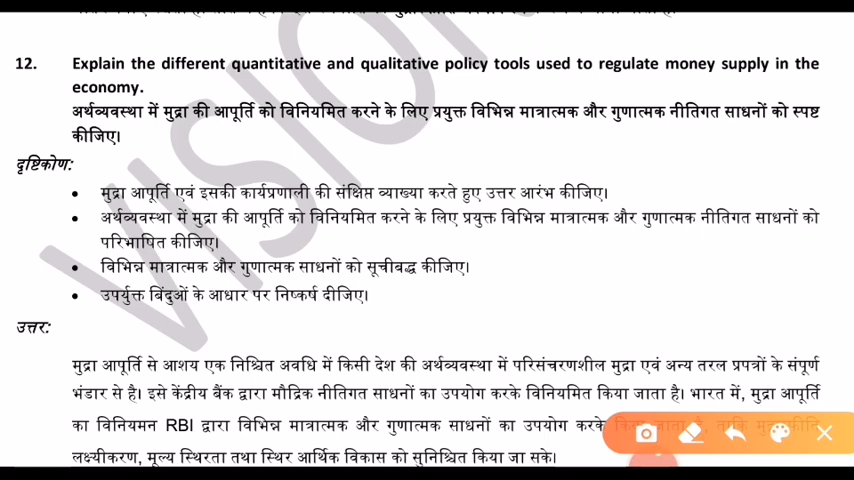 12. Explain the different quantitative and qualitative policy tools used to regulate money supply in the
economy.
अर्थव्यवस्था में मुद्रा की आपूर्ति को विनियमित करने के लिए प्रयुक्त विभिन्न मात्रात्मक और गुणात्मक नीतिगत साधनों को स्पष्ट
कीजिए।
दृष्टिकोण:
• मुद्रा आपूर्ति एवं इसकी कार्यप्रणाली की संक्षिप्त व्याख्या करते हुए उत्तर आरंभ कीजिए।
• अर्थव्यवस्था में मुद्रा की आपूर्ति को विनियमित करने के लिए प्रयुक्त विभिन्न मात्रात्मक और गुणात्मक नीतिगत साधनों को
परिभाषित कीजिए।
• विभिन्न मात्रात्मक और गुणात्मक साधनों को सूचीबद्ध कीजिए।
• उपर्युक्त बिंदुओं के आधार पर निष्कर्ष दीजिए।
उत्तर:
मुद्रा आपूर्ति से आशय एक निश्चित अवधि में किसी देश की अर्थव्यवस्था में परिसंचरणशील मुद्रा एवं अन्य तरल प्रपत्रों के संपूर्ण
भंडार से है। इसे केंद्रीय बैंक द्वारा मौद्रिक नीतिगत साधनों का उपयोग करके विनियमित किया जाता है। भारत में, मुद्रा आपूर्ति
का विनियमन RBI द्वारा विभिन्न मात्रात्मक और गुणात्मक साधनों का उपयोग करके
लक्ष्यीकरण, मूल्य स्थिरता तथा स्थिर आर्थिक विकास को सुनिश्चित किया जा सके।
VISION